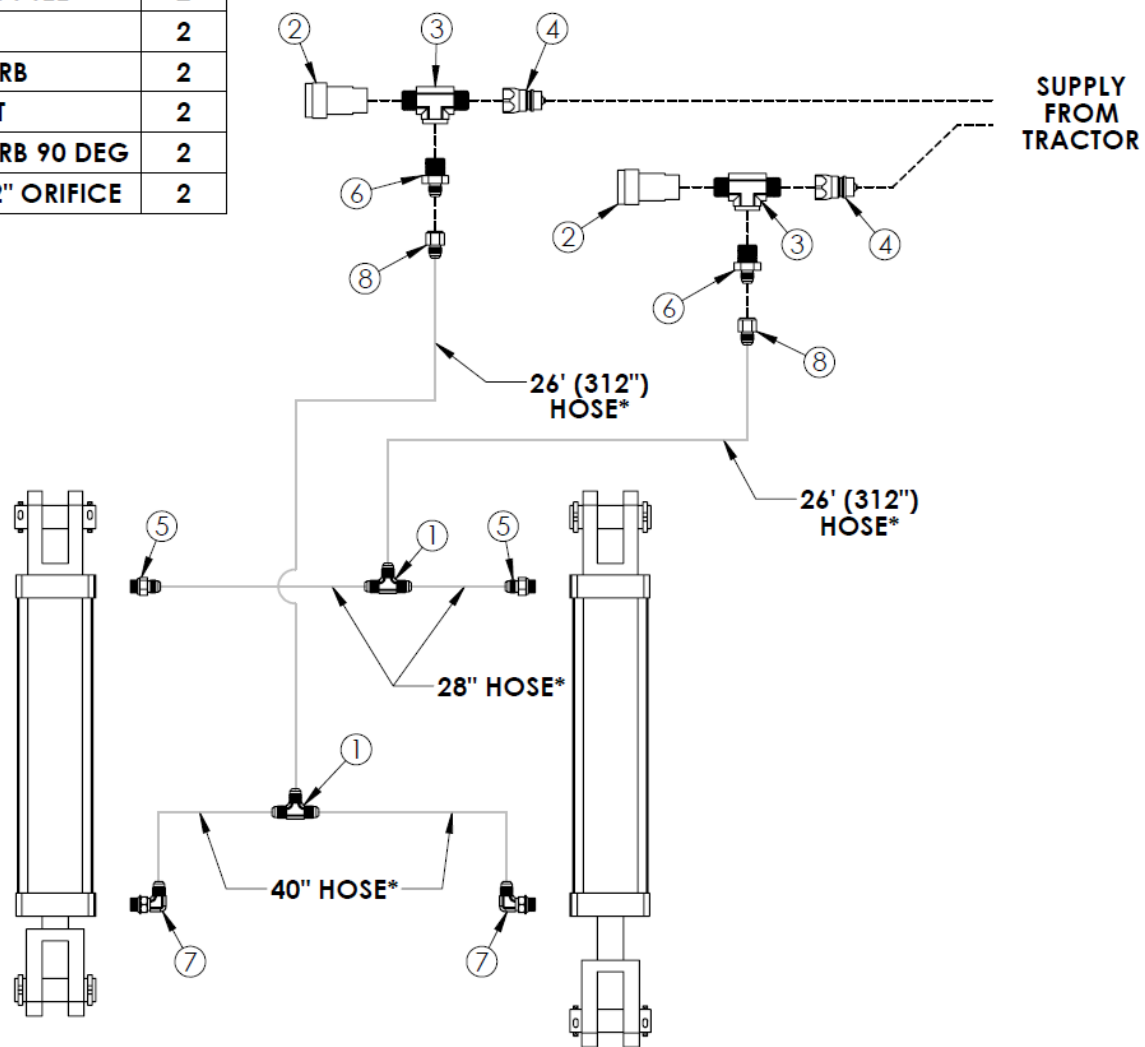 2
RB
2
T
2
RB 90 DEG
2
2" ORIFICE
2
2
3
4
SUPPLY
FROM
TRACTOR
6
2
3
4
8
6
8
26' (312")
HOSE*
26' (312")
HOSE*
5
1
5
28" HOSE*
1
40" HOSE*
7
7